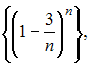 {(1 - 3/n)^n},